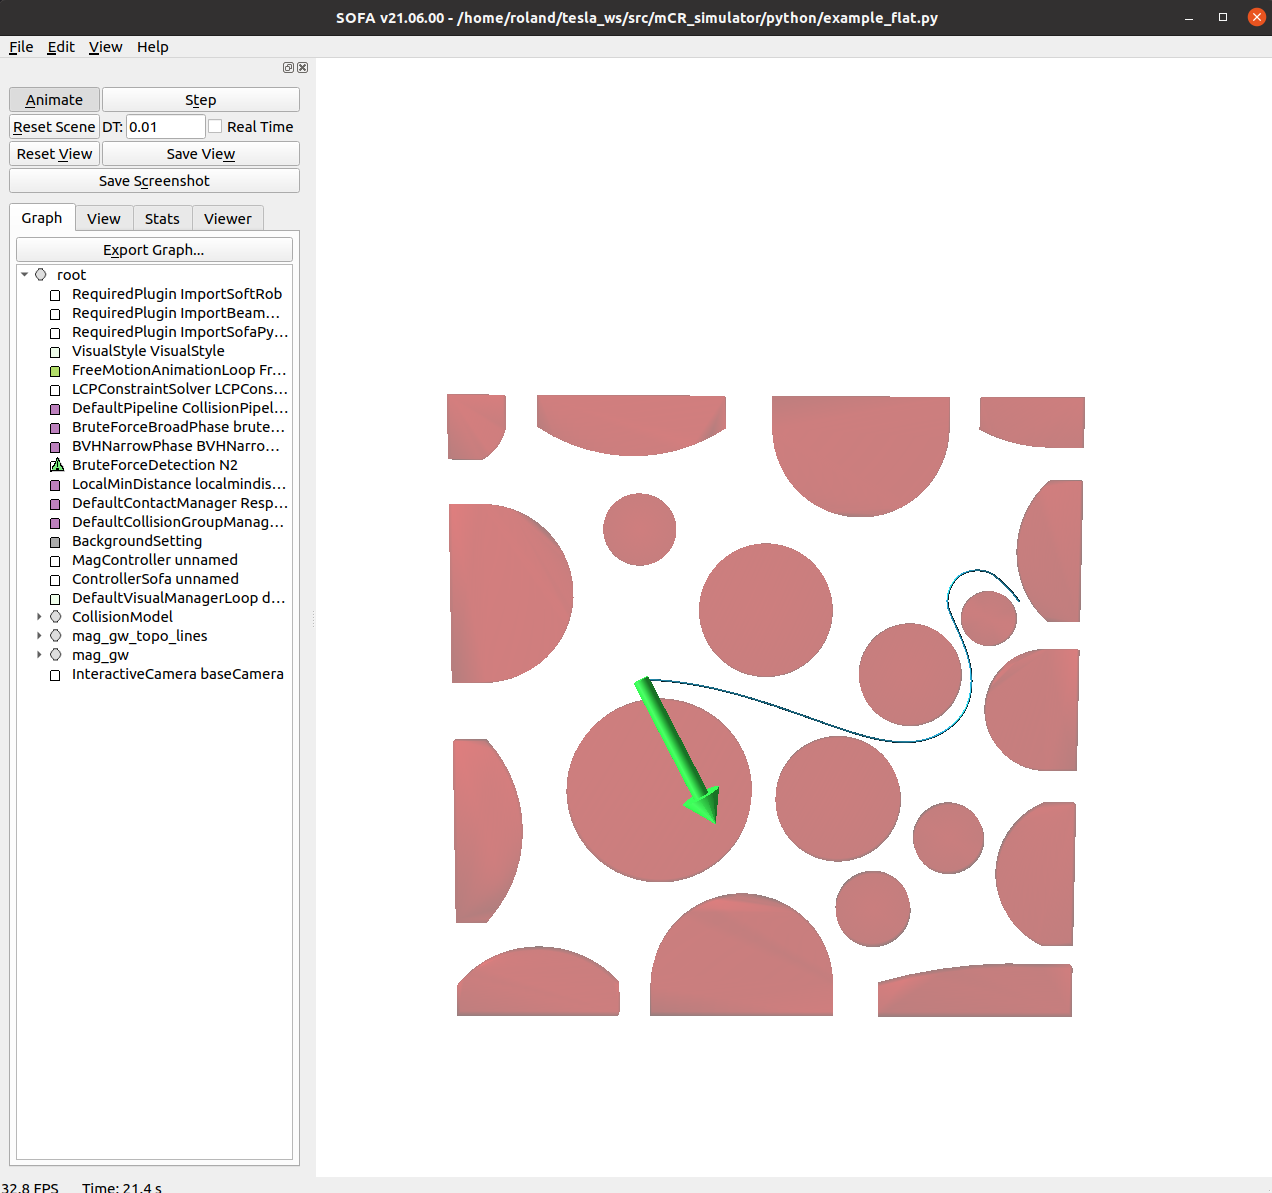 SOFA v21.06.00 - /home/roland/tesla_ws/src/mCR_simulator/python/example_flat.py
File Edit View Help
Animate Step
Reset Scene DT: 0.01 Real Time
Reset View Save View
Save Screenshot
Graph View Stats Viewer
Export Graph...
root
RequiredPlugin ImportSoftRob
RequiredPlugin ImportBeam...
RequiredPlugin ImportSofaPy...
VisualStyle VisualStyle
FreeMotionAnimationLoop Fr...
LCPConstraintSolver LCPCons...
DefaultPipeline CollisionPipel...
BruteForceBroadPhase brute...
BVHNarrowPhase BVHNarro...
BruteForceDetection N2
LocalMinDistance localmindis...
DefaultContactManager Resp...
DefaultCollisionGroupManag...
BackgroundSetting
MagController unnamed
ControllerSofa unnamed
DefaultVisualManagerLoop d...
CollisionModel
mag_gw_topo_lines
mag_gw
InteractiveCamera baseCamera
32.8 FPS Time: 21.4 s